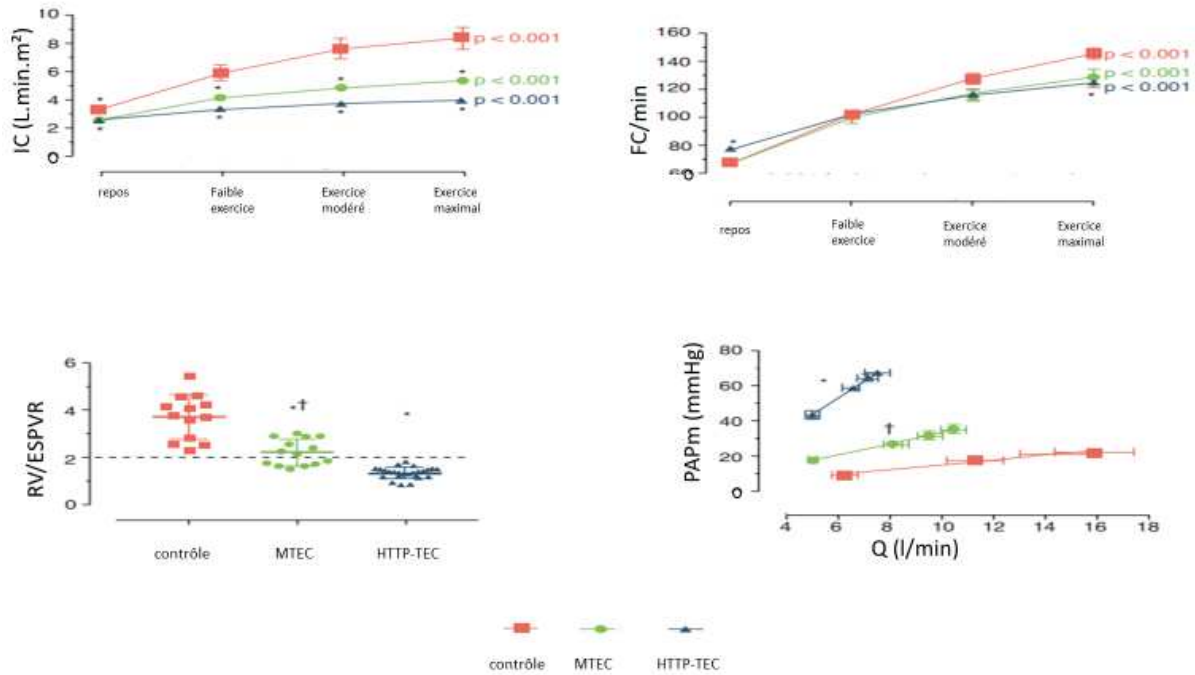 IC (L.min.m²)
10
8
6
4
2
0
p < 0.001
p < 0.001
p < 0.001
repos
Faible
exercice
Exercice
modéré
Exercice
maximal
FC/min
160
140
120
100
80
60
0
p < 0.001
p < 0.001
p < 0.001
repos
Faible
exercice
Exercice
modéré
Exercice
maximal
RV/ESPVR
6
4
2
0
*†
*
contrôle
MTEC
HTTP-TEC
PAPm (mmHg)
80
60
40
20
0
*
†
4
6
8
10
12
14
16
18
Q (l/min)
contrôle
MTEC
HTTP-TEC